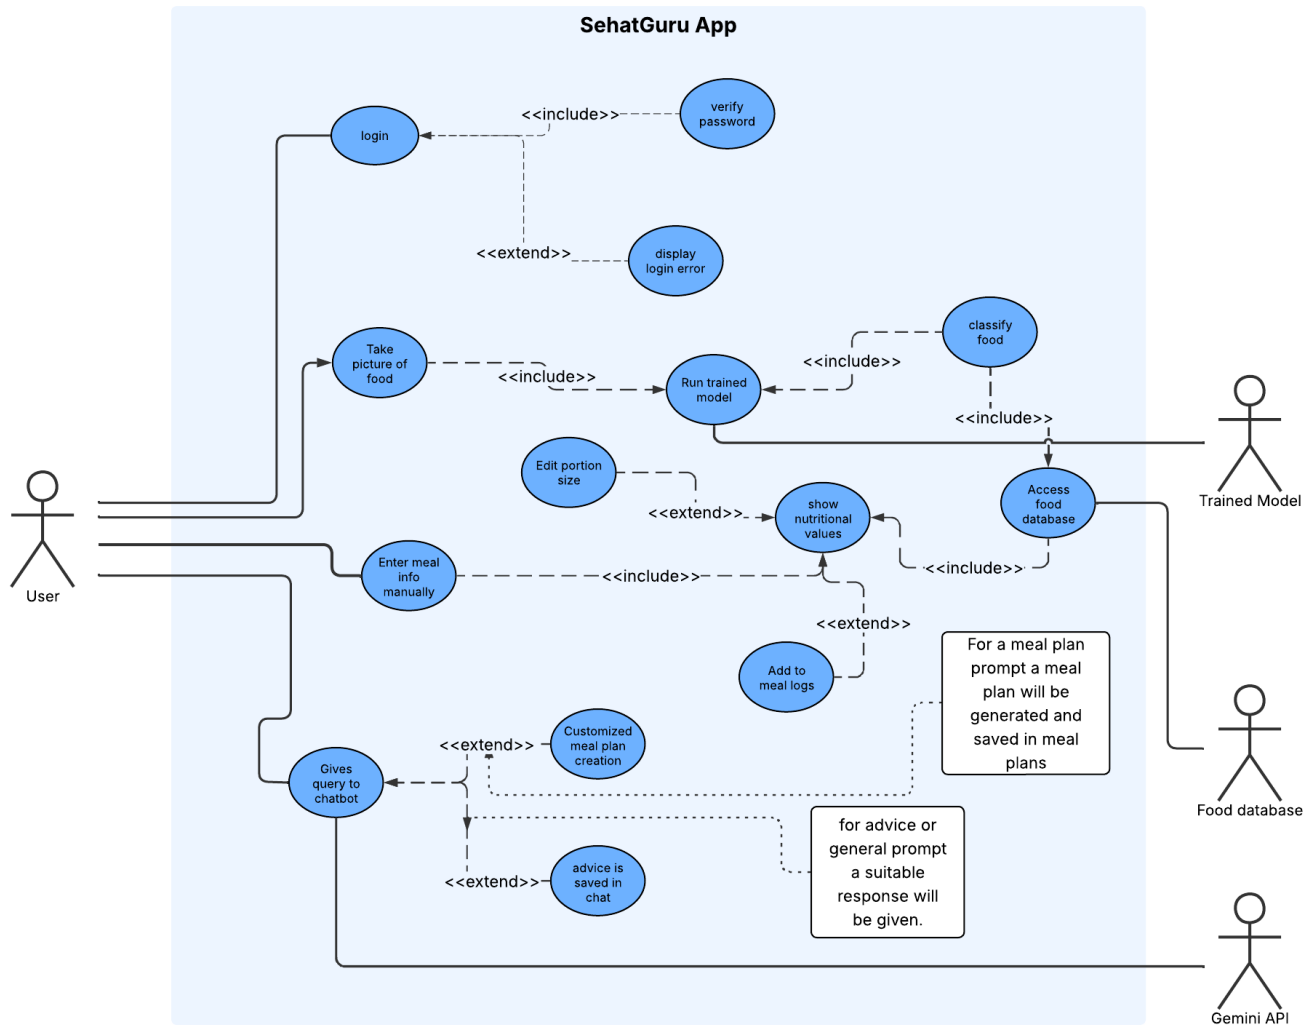 SehatGuru App
login
<<include>>
verify
password
<<extend>>
display
login error
Take
picture of
food
<<include>>
Run trained
model
<<include>>
classify
food
<<include>>
Trained Model
Edit portion
size
<<extend>>
show
nutritional
values
Access
food
database
<<include>>
User
Enter meal
info
manually
<<include>>
<<extend>>
Add to
meal logs
For a meal plan
prompt a meal
plan will be
generated and
saved in meal
plans
Customized
meal plan
creation
<<extend>>
Gives
query to
chatbot
Food database
for advice or
general prompt
a suitable
response will
be given.
<<extend>>
advice is
saved in
chat
Gemini API